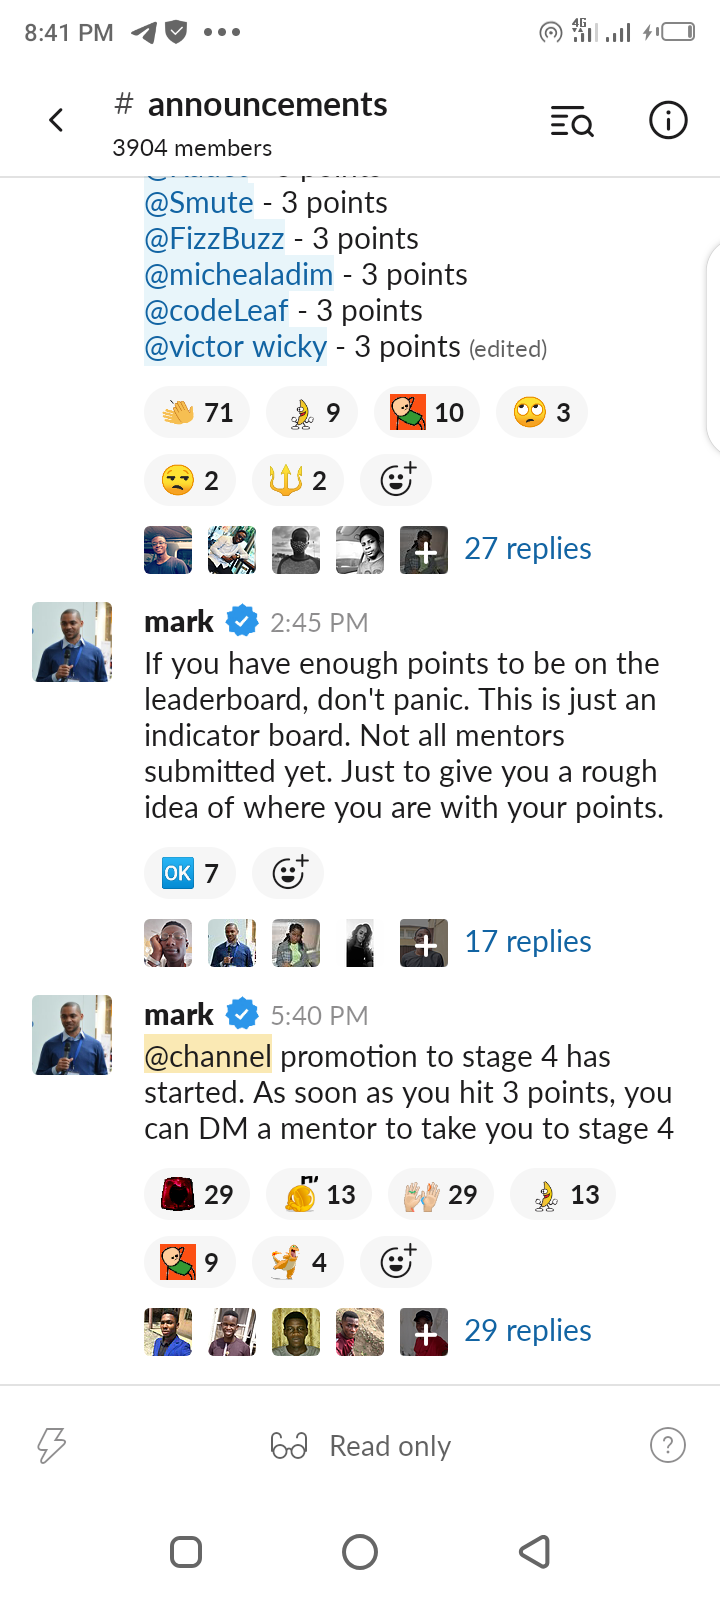 8:41 PM
4G
# announcements
3904 members
@Smute - 3 points
@FizzBuzz - 3 points
@michealadim - 3 points
@codeLeaf - 3 points
@victor wicky - 3 points (edited)
71 9 10 3
2 2
27 replies
mark 2:45 PM
If you have enough points to be on the
leaderboard, don't panic. This is just an
indicator board. Not all mentors
submitted yet. Just to give you a rough
idea of where you are with your points.
OK 7
17 replies
mark 5:40 PM
@channel promotion to stage 4 has
started. As soon as you hit 3 points, you
can DM a mentor to take you to stage 4
29 13 29 13
9 4
29 replies
Read only